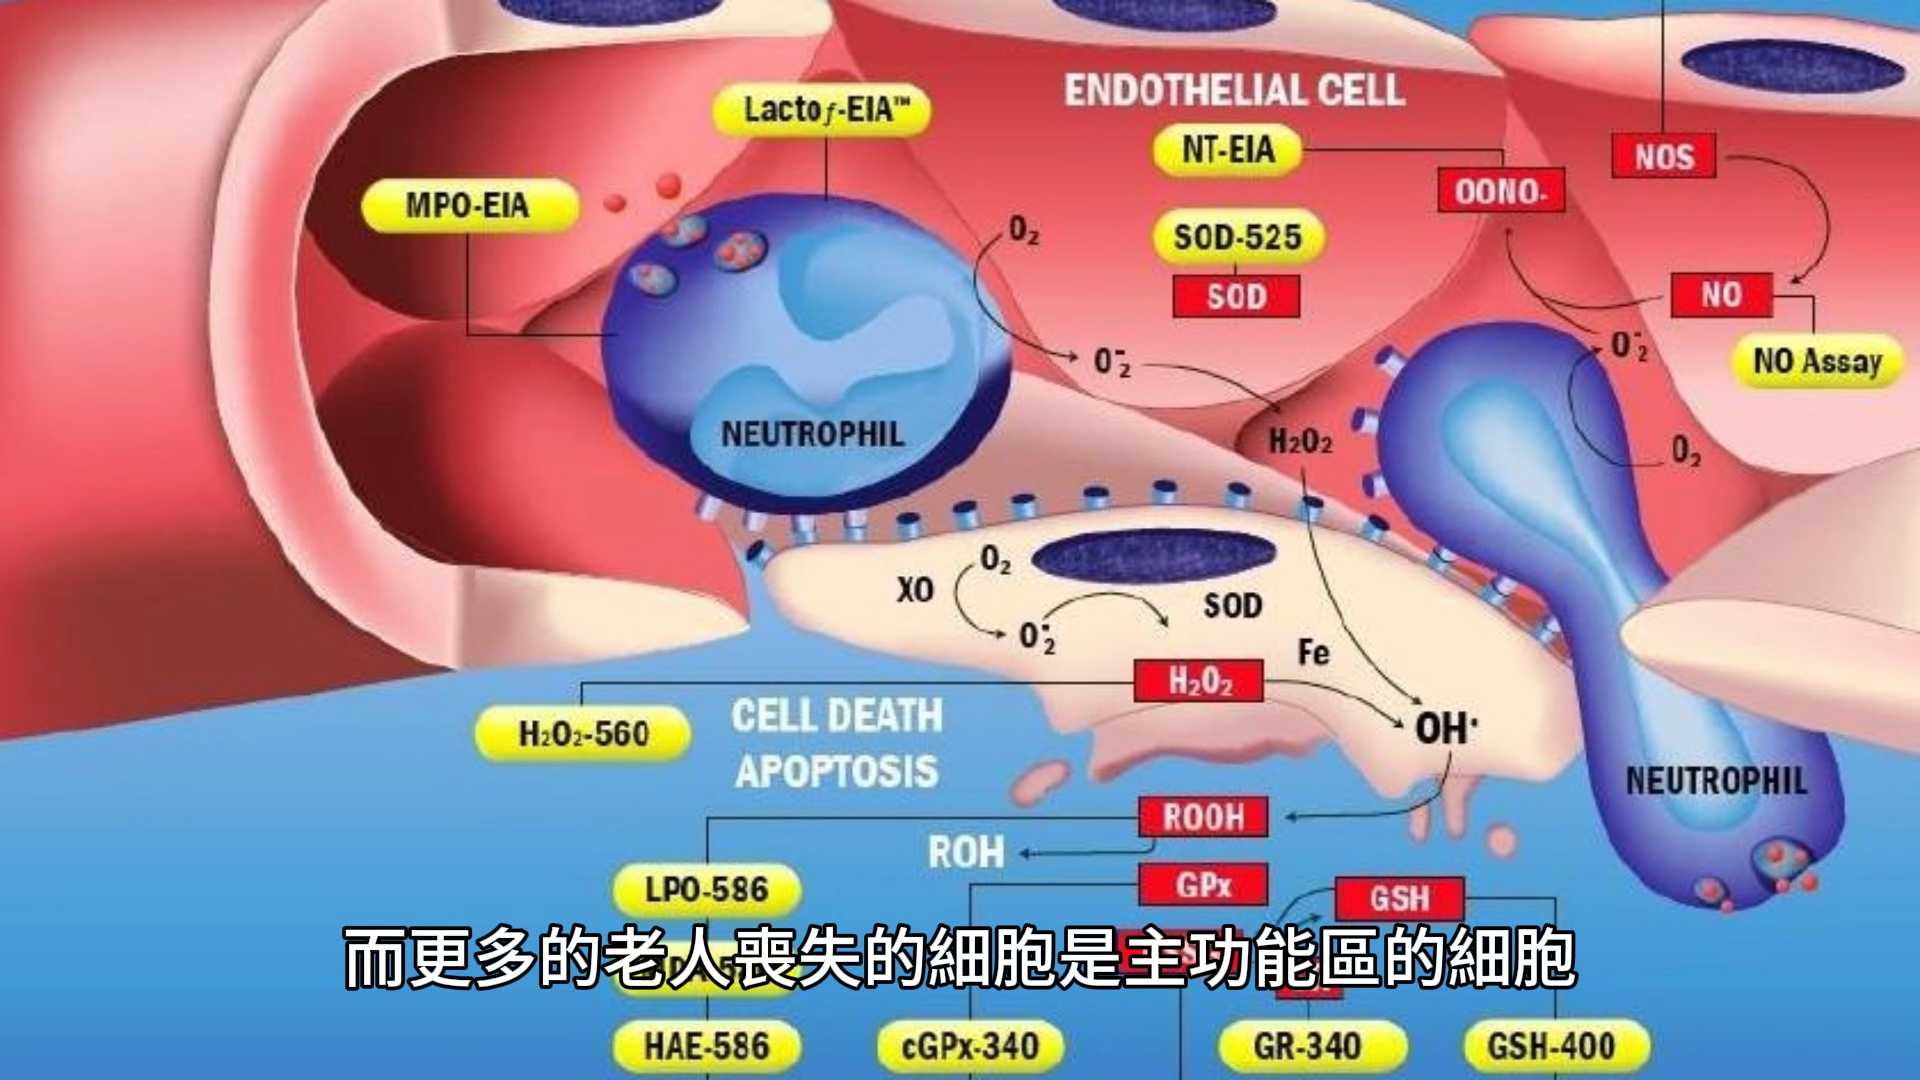 ENDOTHELIAL CELL
Lactof-EIA™
NT-EIA
NOS
MPO-EIA
OONO-
O₂
SOD-525
SOD
NO
O₂⁻
NO Assay
O₂⁻
NEUTROPHIL
H₂O₂
O₂
O₂
XO
SOD
O₂⁻
Fe
H₂O₂
H₂O₂-560
CELL DEATH
APOPTOSIS
OH·
NEUTROPHIL
ROOH
ROH
LPO-586
GPx
GSH
而更多的老人喪失的細胞是主功能區的細胞
HAE-586
cGPx-340
GR-340
GSH-400